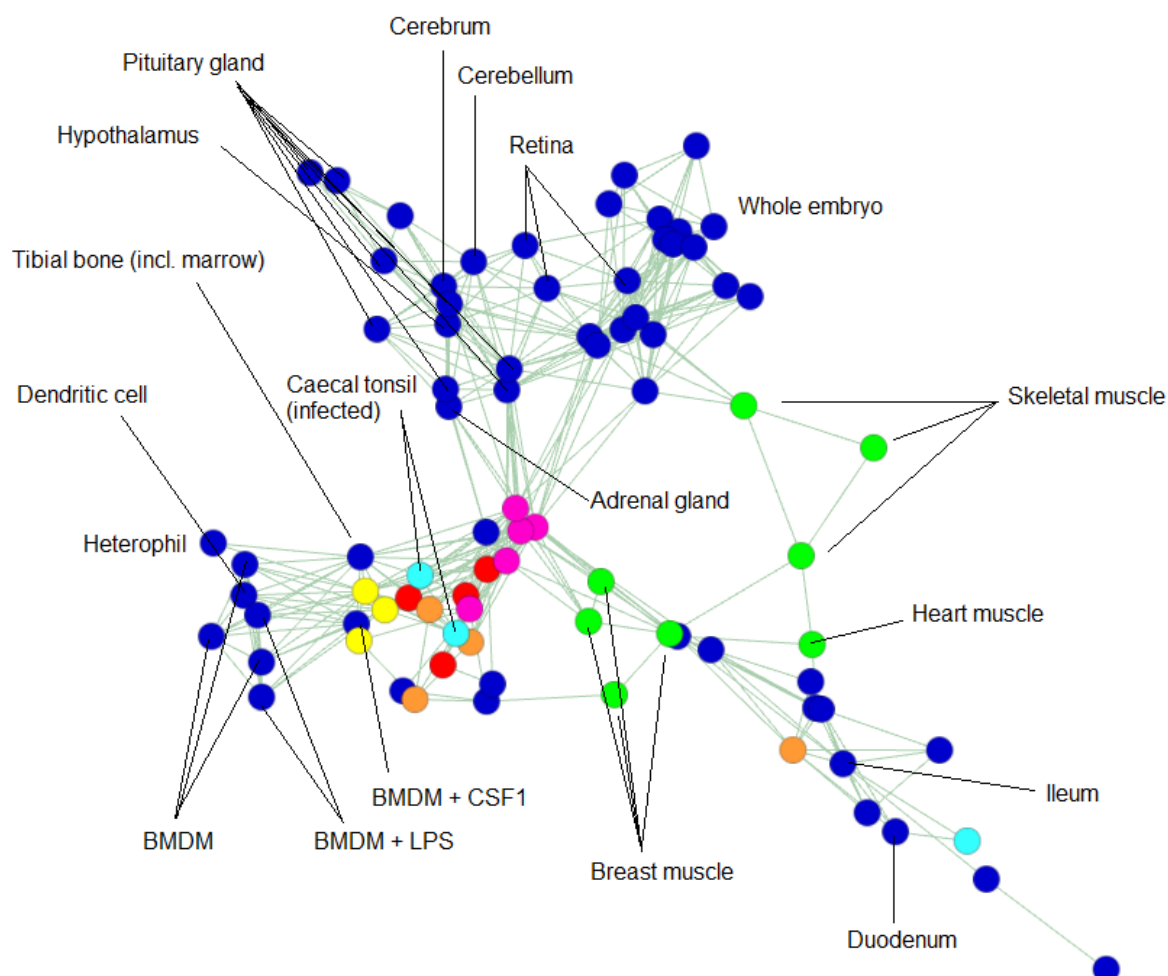 Cerebrum
Pituitary gland
Cerebellum
Hypothalamus
Retina
Whole embryo
Tibial bone (incl. marrow)
Caecal tonsil
(infected)
Dendritic cell
Skeletal muscle
Adrenal gland
Heterophil
Heart muscle
BMDM + CSF1
Ileum
BMDM
BMDM + LPS
Breast muscle
Duodenum